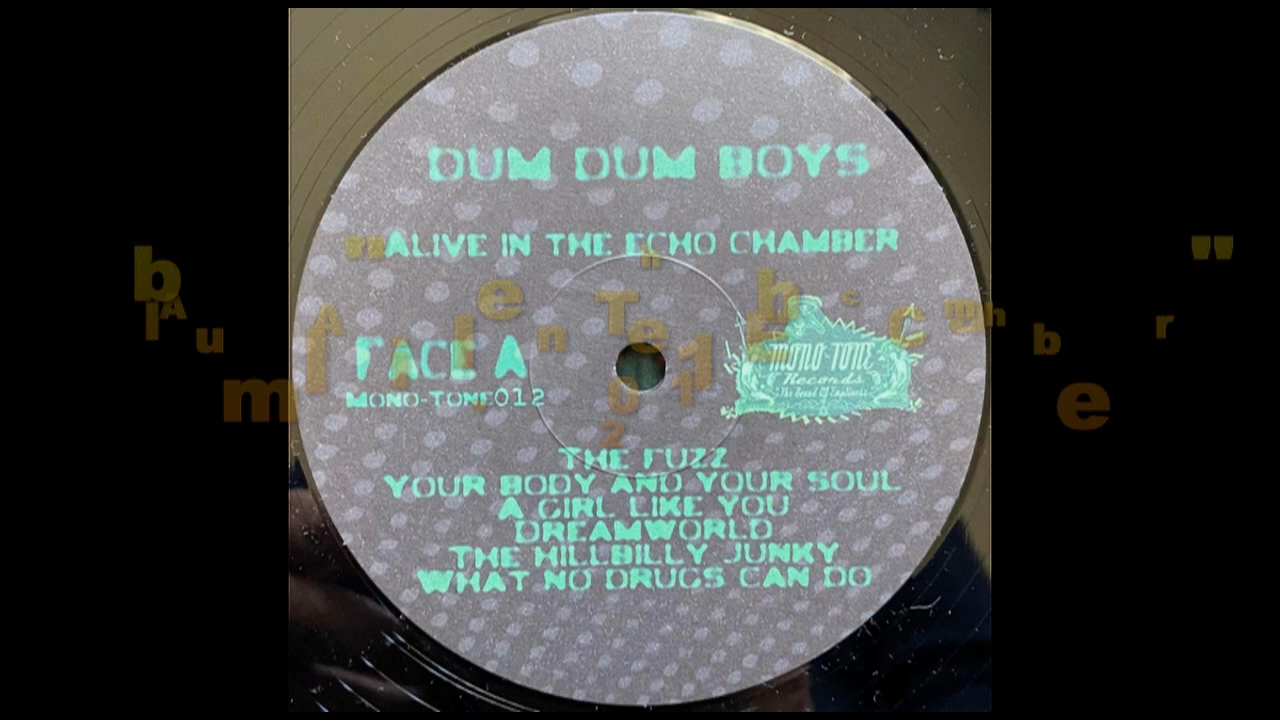 DUM DUM BOYS
ALIVE IN THE ECHO CHAMBER
FACE A
MONO-TONE012
MONO-TONE
Records
THE FUZZ
YOUR BODY AND YOUR SOUL
A GIRL LIKE YOU
DREAMWORLD
THE HILLBILLY JUNKY
WHAT NO DRUGS CAN DO